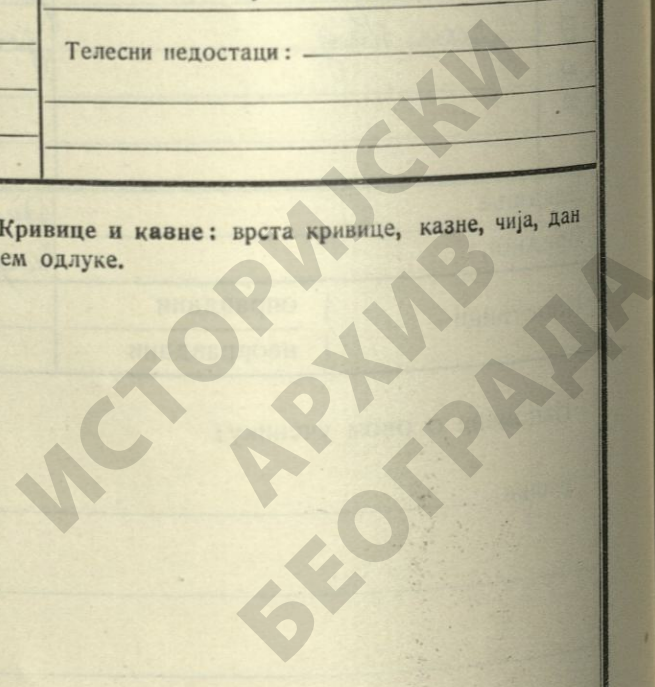 Телесни недостаци:
Кривице и казне: врста кривице, казне, чија, дан
ем одлуке.
ИСТОРИЈСКИ
АРХИВ
БЕОГРАДА